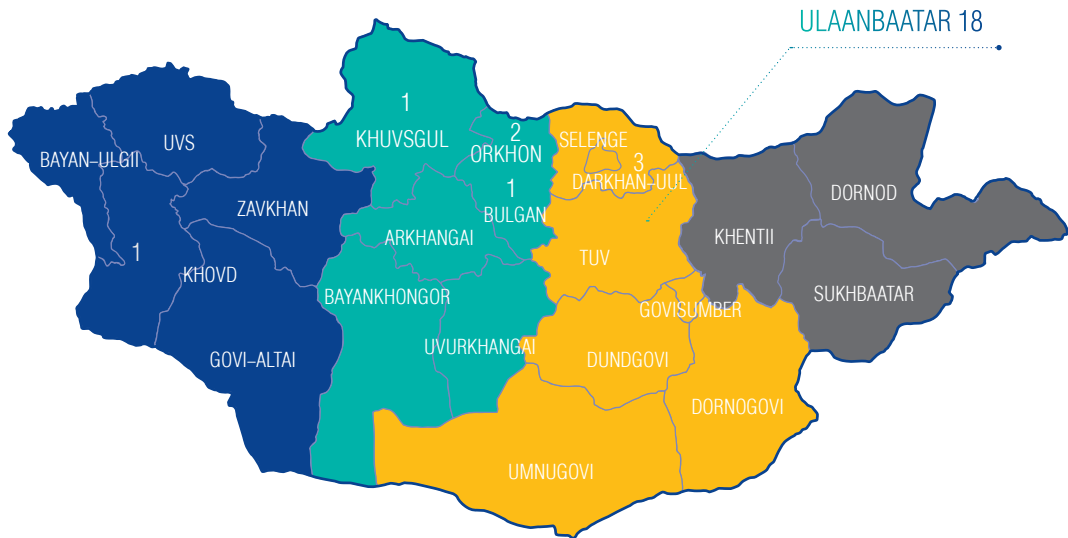 ULAANBAATAR 18
1
KHUVSGUL
2
ORKHON
1
BULGAN
SELENGE
3
DARKHAN-UUL
UVS
BAYAN-ULGII
ZAVKHAN
1
KHOVD
GOVI-ALTAI
ARKHANGAI
BAYANKHONGOR
UVURKHANGAI
TUV
GOVISUMBER
DUNDGOVI
DORNOGOVI
UMNUGOVI
KHENTII
DORNOD
SUKHBAATAR